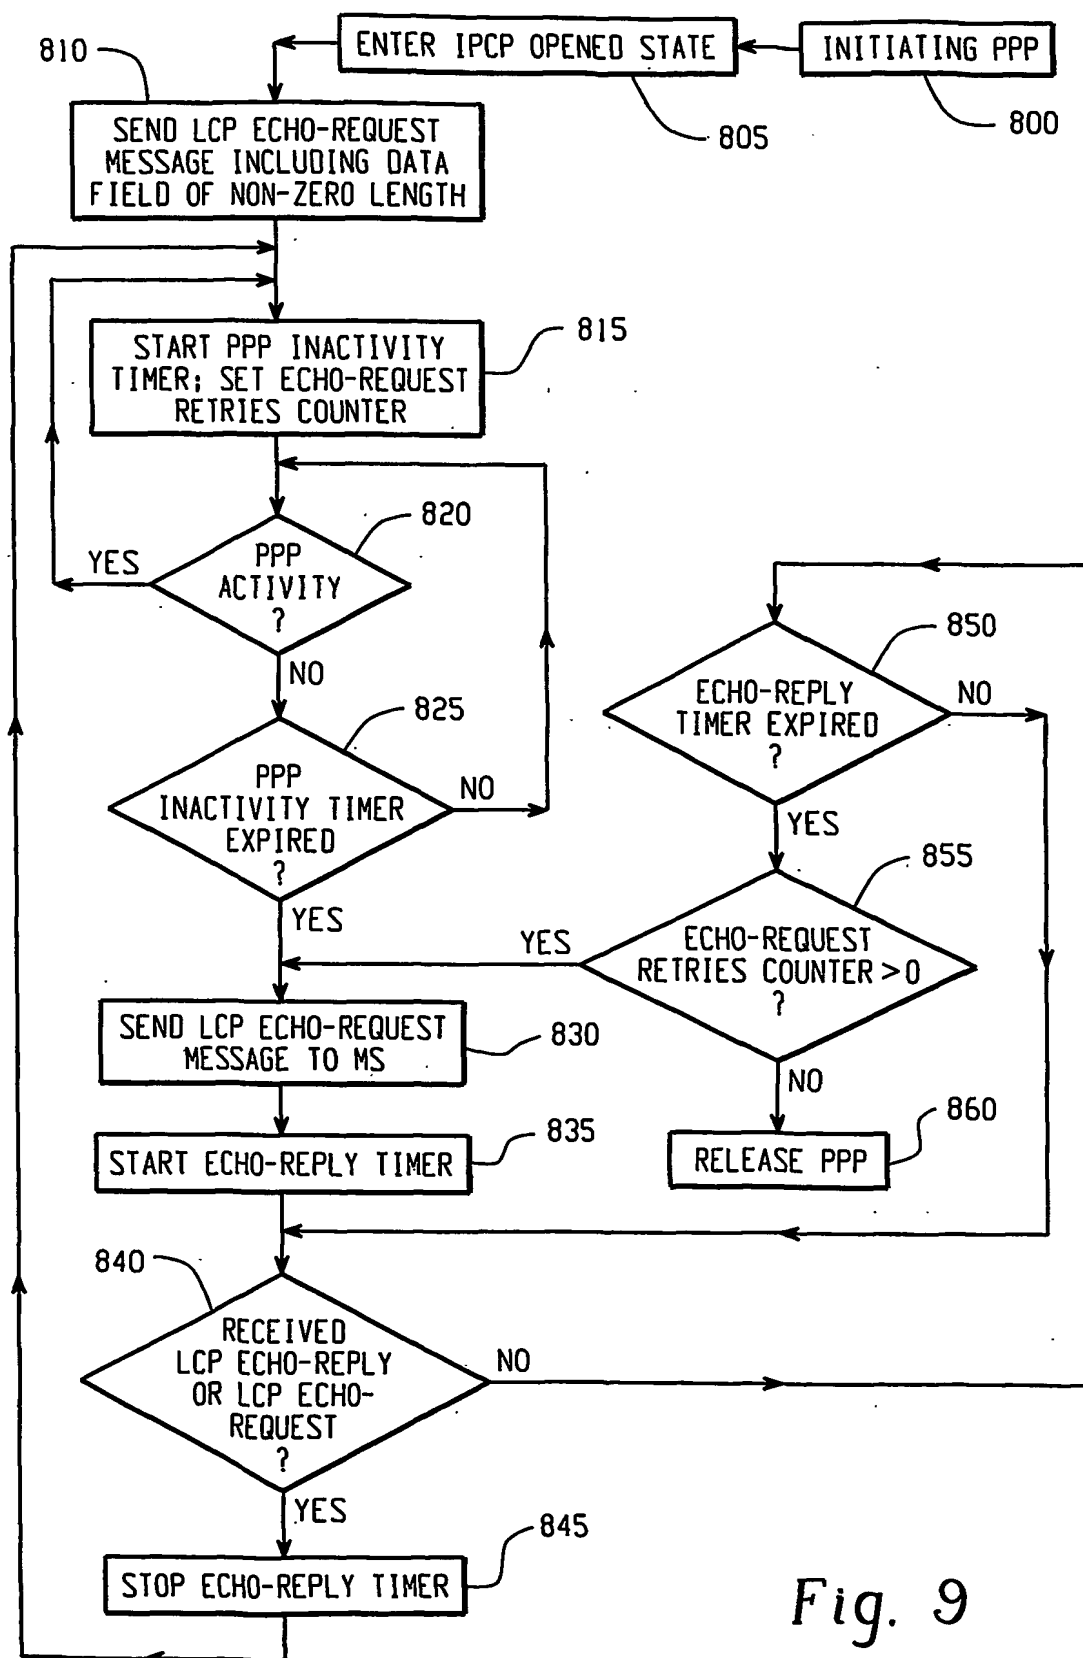 810
ENTER IPCP OPENED STATE
INITIATING PPP
805
800
SEND LCP ECHO-REQUEST
MESSAGE INCLUDING DATA
FIELD OF NON-ZERO LENGTH
815
START PPP INACTIVITY
TIMER; SET ECHO-REQUEST
RETRIES COUNTER
820
PPP
ACTIVITY
?
YES
NO
825
PPP
INACTIVITY TIMER
EXPIRED
?
NO
YES
850
ECHO-REPLY
TIMER EXPIRED
?
NO
YES
855
ECHO-REQUEST
RETRIES COUNTER > 0
?
YES
NO
SEND LCP ECHO-REQUEST
MESSAGE TO MS
830
860
RELEASE PPP
START ECHO-REPLY TIMER
835
840
RECEIVED
LCP ECHO-REPLY
OR LCP ECHO-
REQUEST
?
NO
YES
845
STOP ECHO-REPLY TIMER
Fig. 9